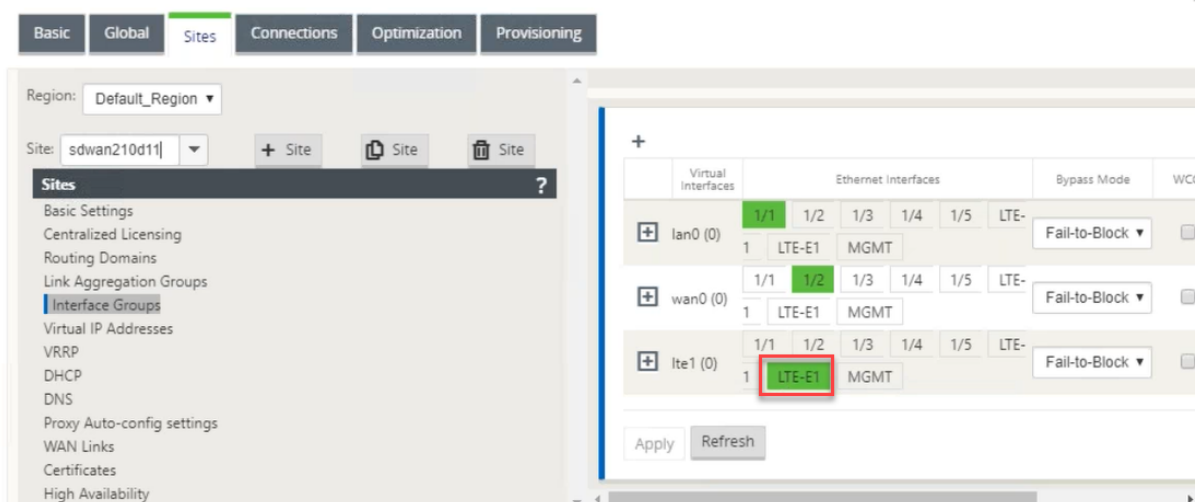 Basic Global Sites Connections Optimization Provisioning
Region: Default_Region
Site: sdwan210d11 + Site Site Site
Sites ?
Basic Settings
Centralized Licensing
Routing Domains
Link Aggregation Groups
Interface Groups
Virtual IP Addresses
VRRP
DHCP
DNS
Proxy Auto-config settings
WAN Links
Certificates
High Availability
+
Virtual Interfaces Ethernet Interfaces Bypass Mode WCC
1/1 1/2 1/3 1/4 1/5 LTE-
lan0 (0) Fail-to-Block
1 LTE-E1 MGMT
1/1 1/2 1/3 1/4 1/5 LTE-
wan0 (0) Fail-to-Block
1 LTE-E1 MGMT
1/1 1/2 1/3 1/4 1/5 LTE-
lte1 (0) Fail-to-Block
1 LTE-E1 MGMT
Apply Refresh